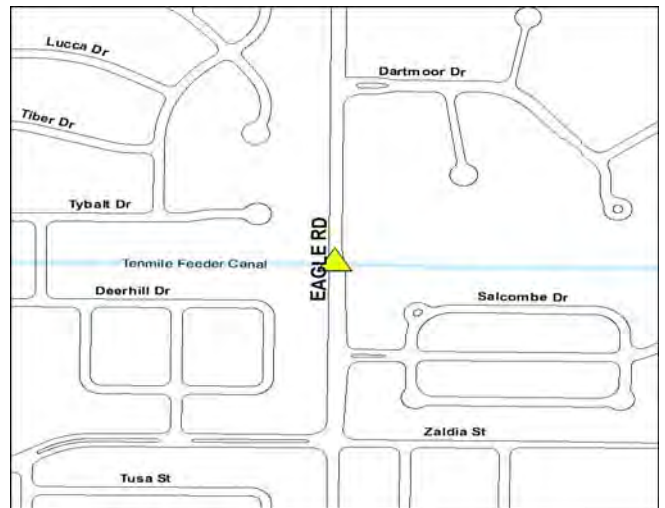 Lucca Dr
Dartmoor Dr
Tiber Dr
Tybalt Dr
EAGLE RD
Tenmile Feeder Canal
Deerhill Dr
Salcombe Dr
Zaldia St
Tusa St